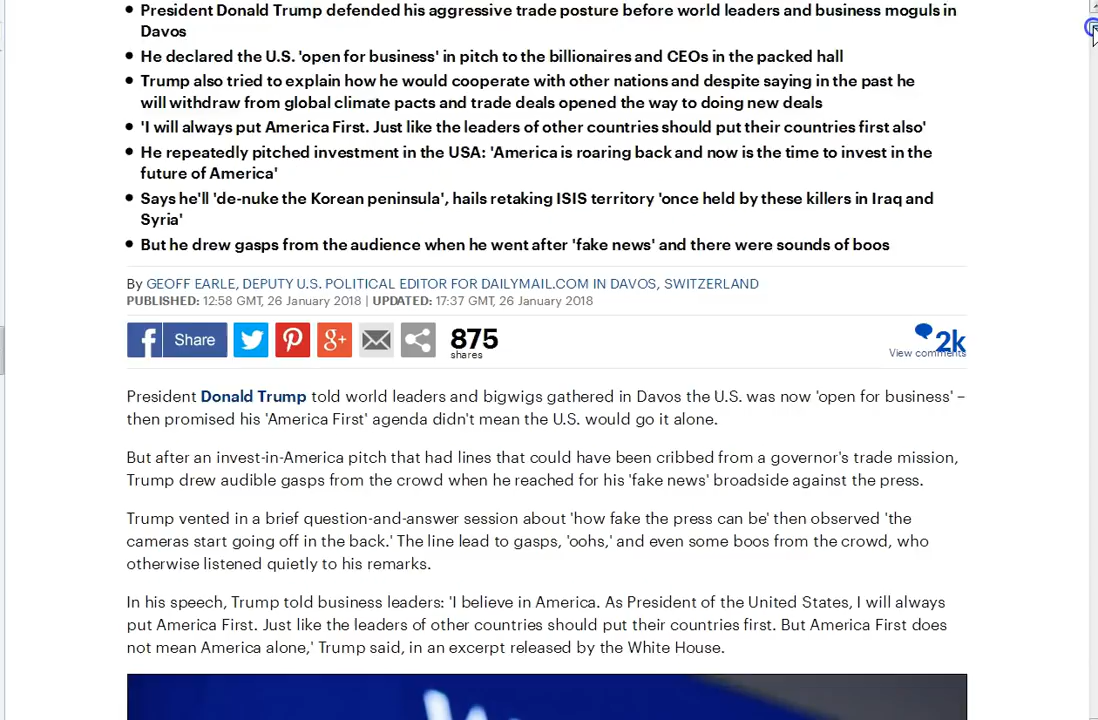 President Donald Trump defended his aggressive trade posture before world leaders and business moguls in
Davos
He declared the U.S. 'open for business' in pitch to the billionaires and CEOs in the packed hall
Trump also tried to explain how he would cooperate with other nations and despite saying in the past he
will withdraw from global climate pacts and trade deals opened the way to doing new deals
'I will always put America First. Just like the leaders of other countries should put their countries first also'
He repeatedly pitched investment in the USA: 'America is roaring back and now is the time to invest in the
future of America'
Says he'll 'de-nuke the Korean peninsula', hails retaking ISIS territory 'once held by these killers in Iraq and
Syria'
But he drew gasps from the audience when he went after 'fake news' and there were sounds of boos
By GEOFF EARLE, DEPUTY U.S. POLITICAL EDITOR FOR DAILYMAIL.COM IN DAVOS, SWITZERLAND
PUBLISHED: 12:58 GMT, 26 January 2018 | UPDATED: 17:37 GMT, 26 January 2018
f Share g+ 875 2k
shares View comments
President Donald Trump told world leaders and bigwigs gathered in Davos the U.S. was now 'open for business' –
then promised his 'America First' agenda didn't mean the U.S. would go it alone.
But after an invest-in-America pitch that had lines that could have been cribbed from a governor's trade mission,
Trump drew audible gasps from the crowd when he reached for his 'fake news' broadside against the press.
Trump vented in a brief question-and-answer session about 'how fake the press can be' then observed 'the
cameras start going off in the back.' The line lead to gasps, 'oohs,' and even some boos from the crowd, who
otherwise listened quietly to his remarks.
In his speech, Trump told business leaders: 'I believe in America. As President of the United States, I will always
put America First. Just like the leaders of other countries should put their countries first. But America First does
not mean America alone,' Trump said, in an excerpt released by the White House.